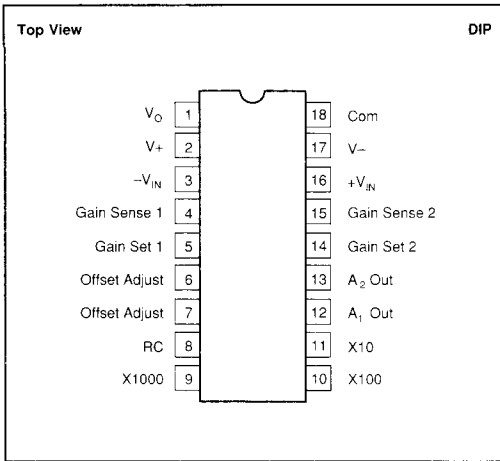 Top View DIP
V_O 1 18 Com
V+ 2 17 V–
–V_IN 3 16 +V_IN
Gain Sense 1 4 15 Gain Sense 2
Gain Set 1 5 14 Gain Set 2
Offset Adjust 6 13 A_2 Out
Offset Adjust 7 12 A_1 Out
RC 8 11 X10
X1000 9 10 X100